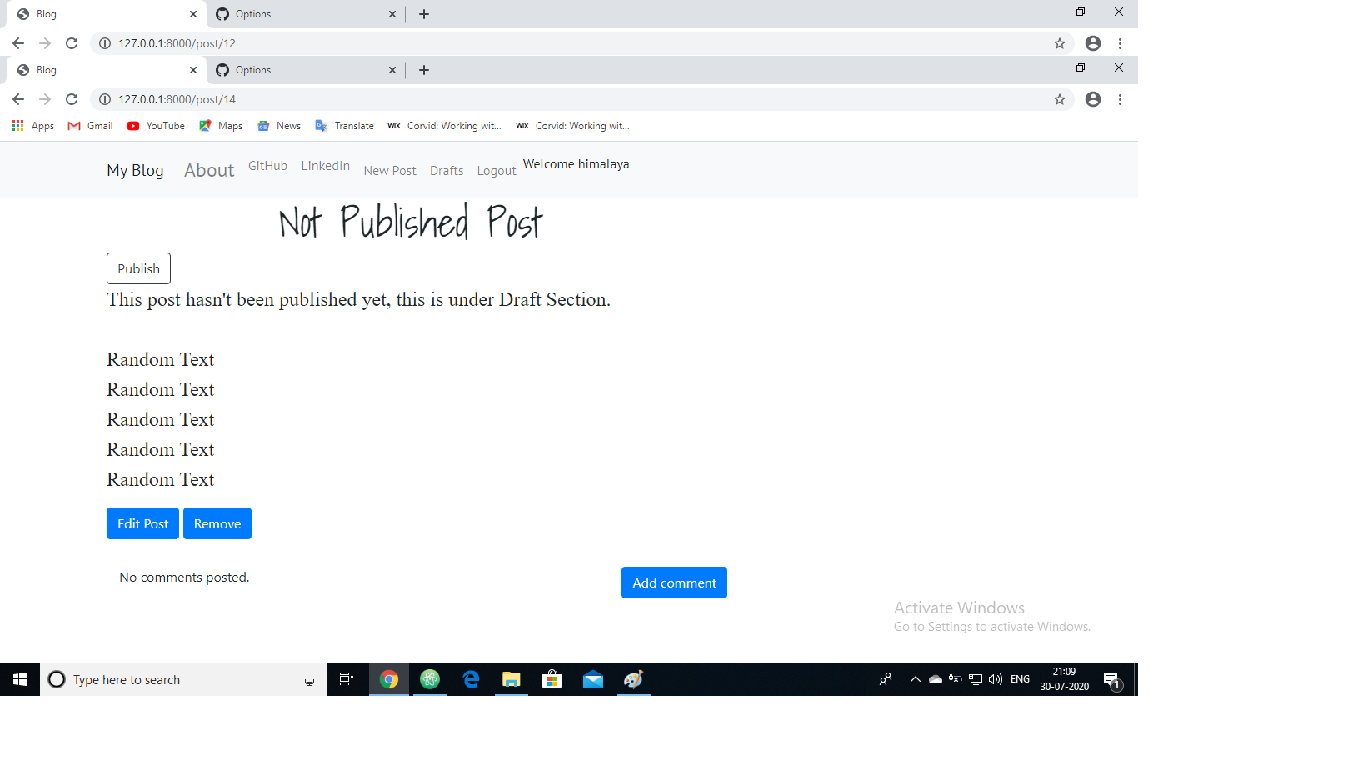 Blog Options
127.0.0.1:8000/post/12
Blog Options
127.0.0.1:8000/post/14
Apps Gmail YouTube Maps News Translate WIX Corvid: Working wit... WIX Corvid: Working wit...
My Blog About GitHub LinkedIn New Post Drafts Logout Welcome himalaya
Not Published Post
Publish
This post hasn't been published yet, this is under Draft Section.
Random Text
Random Text
Random Text
Random Text
Random Text
Edit Post Remove
No comments posted. Add comment
Activate Windows
Go to Settings to activate Windows.
Type here to search ENG 21:09
30-07-2020 1